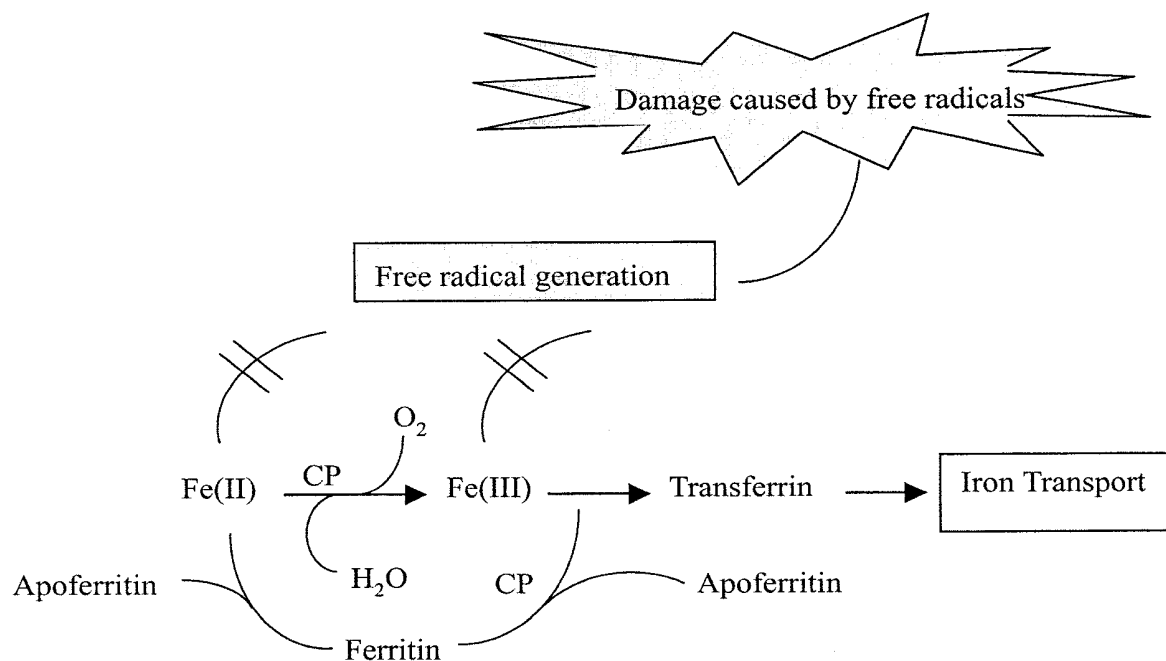 Damage caused by free radicals
Free radical generation
O2
CP
Fe(II)
Fe(III)
Transferrin
Iron Transport
Apoferritin
H2O
CP
Apoferritin
Ferritin